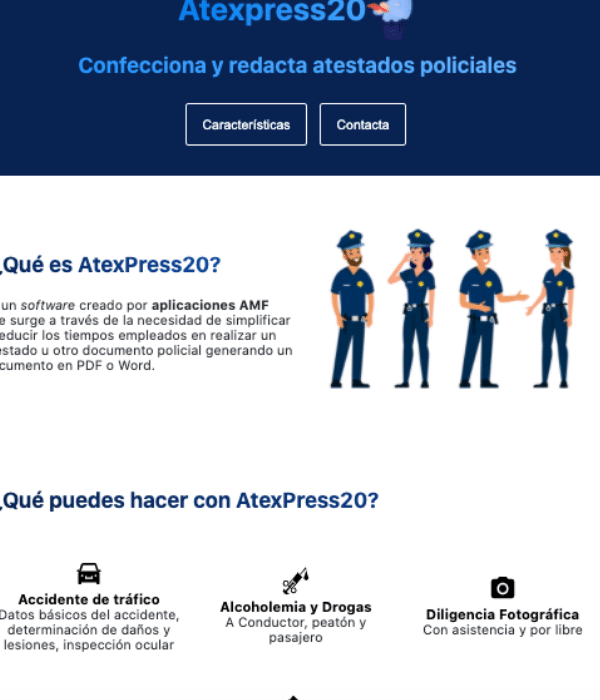 Atexpress20
Confecciona y redacta atestados policiales
Características
Contacta
¿Qué es AtexPress20?
un software creado por aplicaciones AMF
e surge a través de la necesidad de simplificar
educir los tiempos empleados en realizar un
estado u otro documento policial generando un
cumento en PDF o Word.
¿Qué puedes hacer con AtexPress20?
Accidente de tráfico
Datos básicos del accidente,
determinación de daños y
lesiones, inspección ocular
Alcoholemia y Drogas
A Conductor, peatón y
pasajero
Diligencia Fotográfica
Con asistencia y por libre